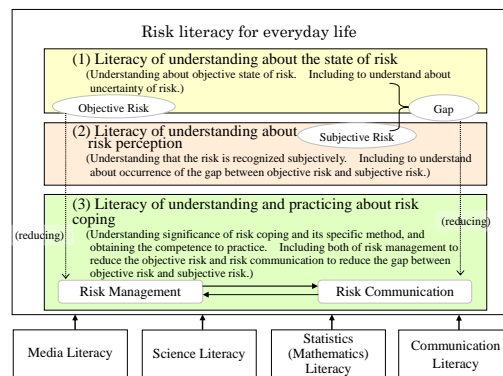 Risk literacy for everyday life
(1) Literacy of understanding about the state of risk
(Understanding about objective state of risk. Including to understand about
uncertainty of risk.)
Objective Risk
Gap
(2) Literacy of understanding about
risk perception
Subjective Risk
(Understanding that the risk is recognized subjectively. Including to understand
about occurrence of the gap between objective risk and subjective risk.)
(3) Literacy of understanding and practicing about risk
coping
(reducing)
(reducing)
(Understanding significance of risk coping and its specific method, and
obtaining the competence to practice. Including both of risk management to
reduce the objective risk and risk communication to reduce the gap between
objective risk and subjective risk.)
Risk Management
Risk Communication
Media Literacy
Science Literacy
Statistics
(Mathematics)
Literacy
Communication
Literacy